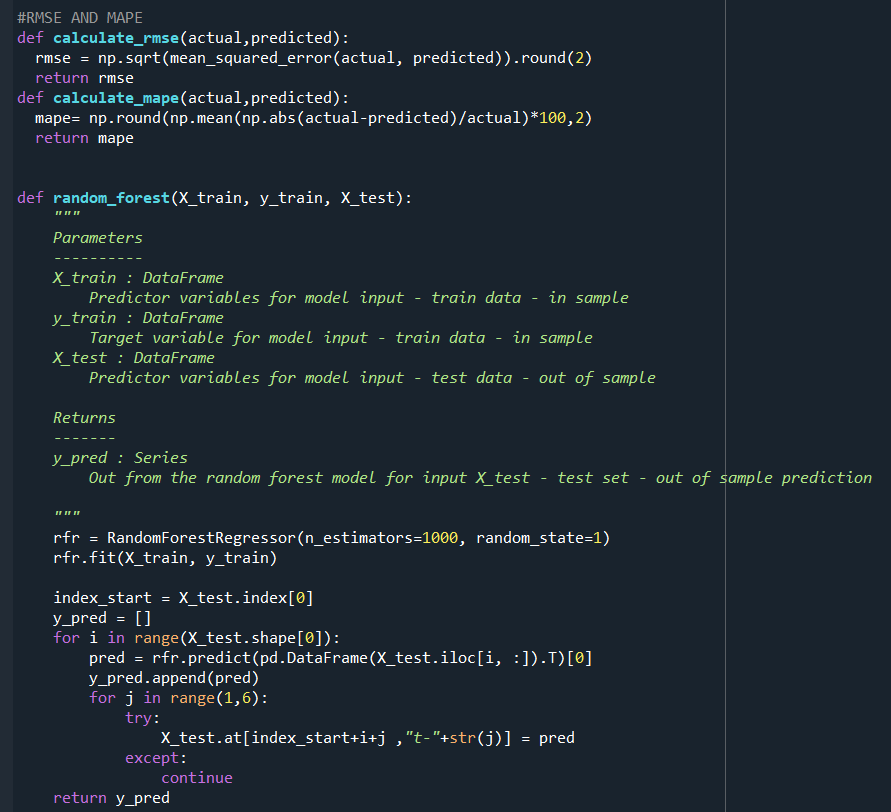 #RMSE AND MAPE
def calculate_rmse(actual,predicted):
  rmse = np.sqrt(mean_squared_error(actual, predicted)).round(2)
  return rmse
def calculate_mape(actual,predicted):
  mape= np.round(np.mean(np.abs(actual-predicted)/actual)*100,2)
  return mape


def random_forest(X_train, y_train, X_test):
    """
    Parameters
    ----------
    X_train : DataFrame
        Predictor variables for model input - train data - in sample
    y_train : DataFrame
        Target variable for model input - train data - in sample
    X_test : DataFrame
        Predictor variables for model input - test data - out of sample

    Returns
    -------
    y_pred : Series
        Out from the random forest model for input X_test - test set - out of sample prediction

    """
    rfr = RandomForestRegressor(n_estimators=1000, random_state=1)
    rfr.fit(X_train, y_train)

    index_start = X_test.index[0]
    y_pred = []
    for i in range(X_test.shape[0]):
        pred = rfr.predict(pd.DataFrame(X_test.iloc[i, :]).T)[0]
        y_pred.append(pred)
        for j in range(1,6):
            try:
                X_test.at[index_start+i+j ,"t-"+str(j)] = pred
            except:
                continue
    return y_pred